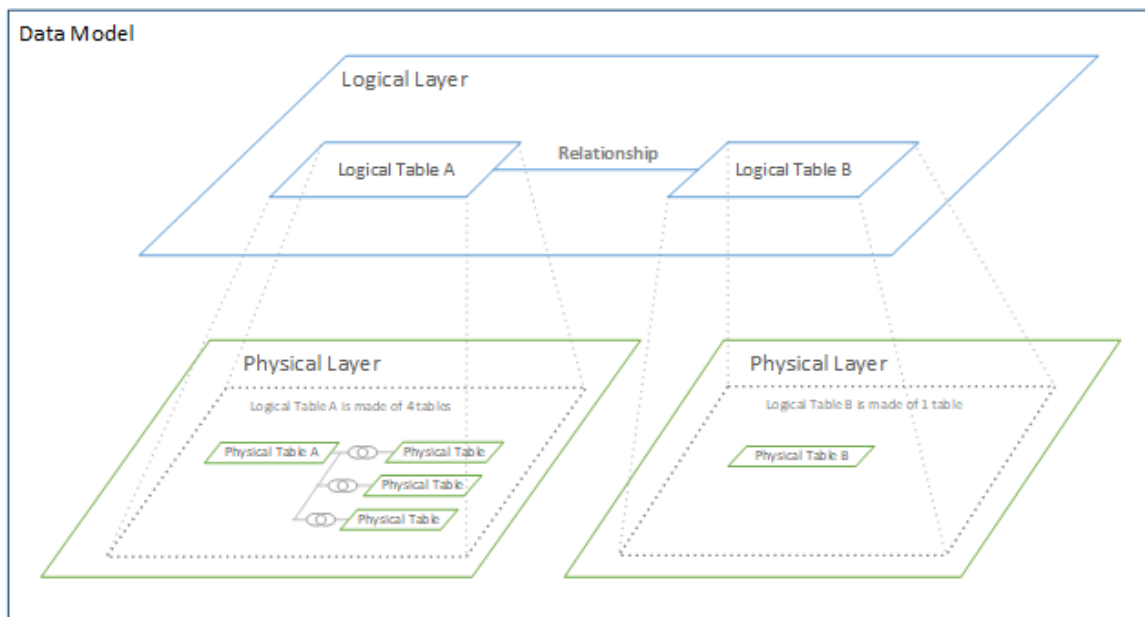 Data Model
Logical Layer
Logical Table A
Relationship
Logical Table B
Physical Layer
Logical Table A is made of 4 tables
Physical Table A
Physical Table
Physical Table
Physical Table
Physical Layer
Logical Table B is made of 1 table
Physical Table B